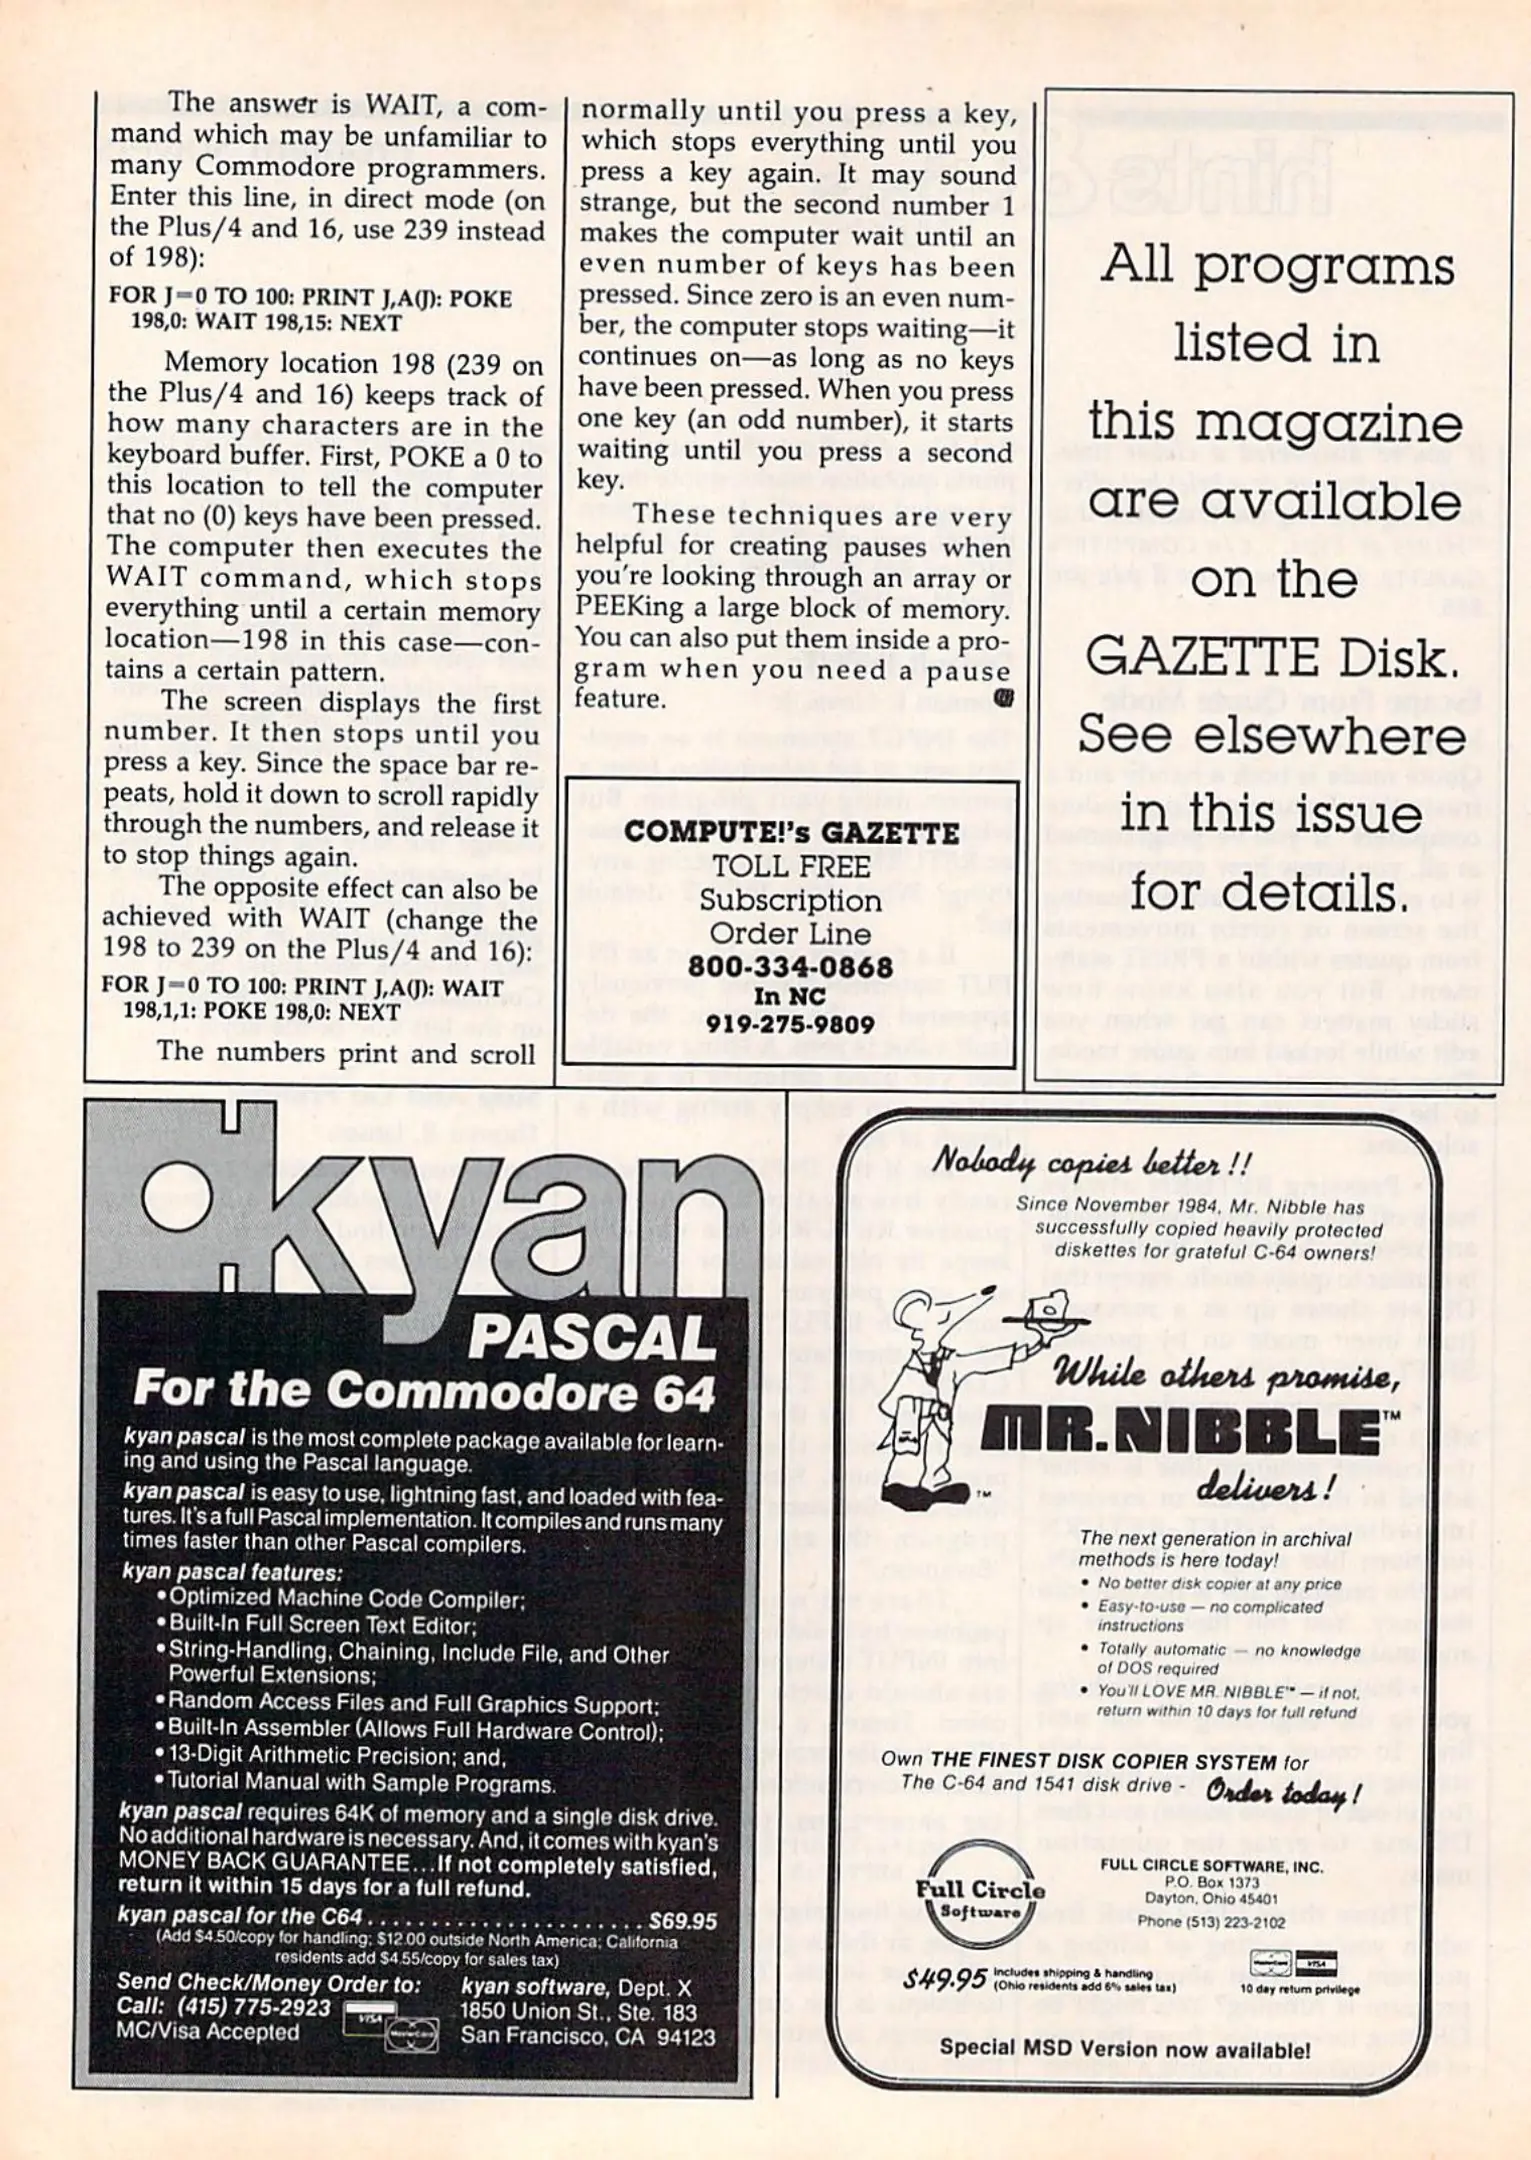 The answer is WAIT, a com-
mand which may be unfamiliar to
many Commodore programmers.
Enter this line, in direct mode (on
the Plus/4 and 16, use 239 instead
of 198):
FOR J=0 TO 100: PRINT J,A(J): POKE
198,0: WAIT 198,15: NEXT
Memory location 198 (239 on
the Plus/4 and 16) keeps track of
how many characters are in the
keyboard buffer. First, POKE a 0 to
this location to tell the computer
that no (0) keys have been pressed.
The computer then executes the
WAIT command, which stops
everything until a certain memory
location—198 in this case—con-
tains a certain pattern.
The screen displays the first
number. It then stops until you
press a key. Since the space bar re-
peats, hold it down to scroll rapidly
through the numbers, and release it
to stop things again.
The opposite effect can also be
achieved with WAIT (change the
198 to 239 on the Plus/4 and 16):
FOR J=0 TO 100: PRINT J,A(J): WAIT
198,1,1: POKE 198,0: NEXT
The numbers print and scroll
normally until you press a key,
which stops everything until you
press a key again. It may sound
strange, but the second number 1
makes the computer wait until an
even number of keys has been
pressed. Since zero is an even num-
ber, the computer stops waiting—it
continues on—as long as no keys
have been pressed. When you press
one key (an odd number), it starts
waiting until you press a second
key.
These techniques are very
helpful for creating pauses when
you're looking through an array or
PEEKing a large block of memory.
You can also put them inside a pro-
gram when you need a pause
feature.
COMPUTE!'s GAZETTE
TOLL FREE
Subscription
Order Line
800-334-0868
In NC
919-275-9809
All programs
listed in
this magazine
are available
on the
GAZETTE Disk.
See elsewhere
in this issue
for details.
kyan
PASCAL
For the Commodore 64
kyan pascal is the most complete package available for learn-
ing and using the Pascal language.
kyan pascal is easy to use, lightning fast, and loaded with fea-
tures. It's a full Pascal implementation. It compiles and runs many
times faster than other Pascal compilers.
kyan pascal features:
• Optimized Machine Code Compiler;
• Built-In Full Screen Text Editor;
• String-Handling, Chaining, Include File, and Other
Powerful Extensions;
• Random Access Files and Full Graphics Support;
• Built-In Assembler (Allows Full Hardware Control);
• 13-Digit Arithmetic Precision; and,
• Tutorial Manual with Sample Programs.
kyan pascal requires 64K of memory and a single disk drive.
No additional hardware is necessary. And, it comes with kyan's
MONEY BACK GUARANTEE...If not completely satisfied,
return it within 15 days for a full refund.
kyan pascal for the C64 . . . . . . . . . . . . . . . . . . . . . . . $69.95
(Add $4.50/copy for handling; $12.00 outside North America; California
residents add $4.55/copy for sales tax)
Send Check/Money Order to:
Call: (415) 775-2923
MC/Visa Accepted
VISA
MasterCard
kyan software, Dept. X
1850 Union St., Ste. 183
San Francisco, CA 94123
Nobody copies better!!
Since November 1984, Mr. Nibble has
successfully copied heavily protected
diskettes for grateful C-64 owners!
While others promise,
MR. NIBBLE™
delivers!
TM
The next generation in archival
methods is here today!
• No better disk copier at any price
• Easy-to-use — no complicated
instructions
• Totally automatic — no knowledge
of DOS required
• You'll LOVE MR. NIBBLE™ — if not,
return within 10 days for full refund
Own THE FINEST DISK COPIER SYSTEM for
The C-64 and 1541 disk drive - Order today!
Full Circle
Software
FULL CIRCLE SOFTWARE, INC.
P.O. Box 1373
Dayton, Ohio 45401
Phone (513) 223-2102
$49.95 Includes shipping & handling
(Ohio residents add 6% sales tax)
MasterCard
VISA
10 day return privilege
Special MSD Version now available!